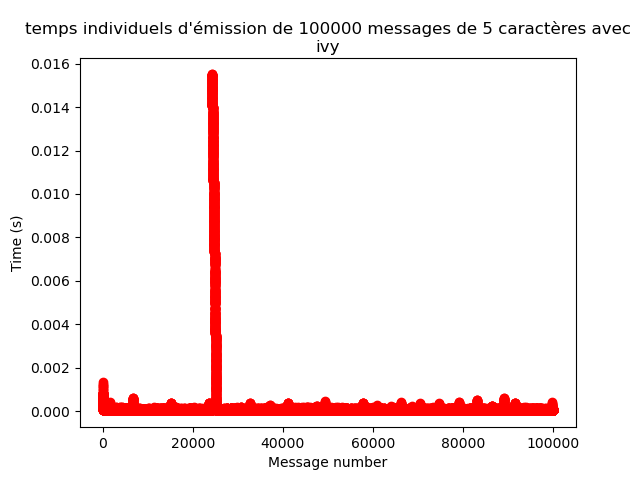 temps individuels d'émission de 100000 messages de 5 caractères avec
ivy
0.016
0.014
0.012
0.010
0.008
0.006
0.004
0.002
0.000
Time (s)
0 20000 40000 60000 80000 100000
Message number